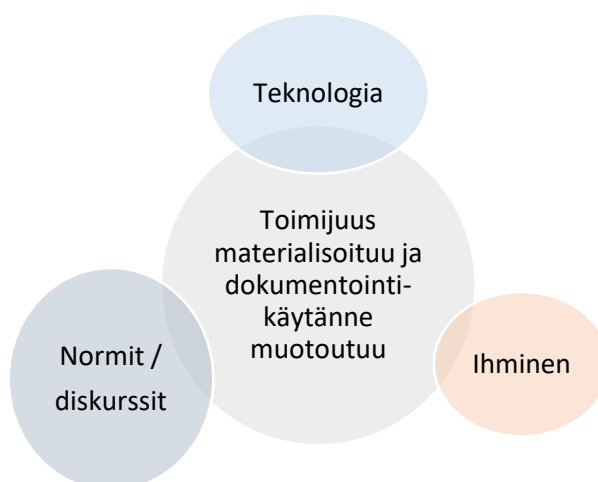 Teknologia
Toimijuus
materialisoituu ja
dokumentointi-
käytänne
muotoutuu
Normit /
diskurssit
Ihminen